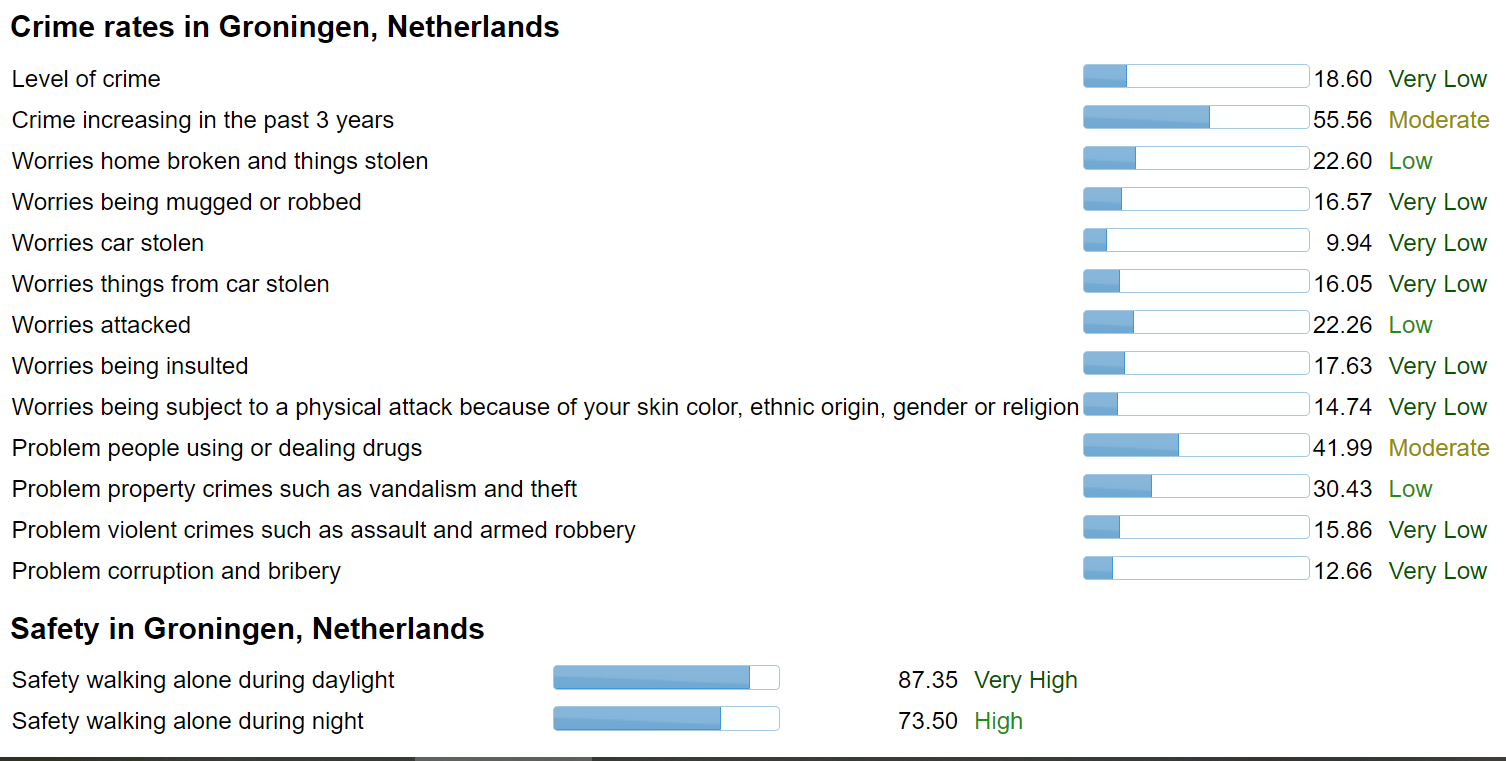 Crime rates in Groningen, Netherlands
Level of crime 18.60 Very Low
Crime increasing in the past 3 years 55.56 Moderate
Worries home broken and things stolen 22.60 Low
Worries being mugged or robbed 16.57 Very Low
Worries car stolen 9.94 Very Low
Worries things from car stolen 16.05 Very Low
Worries attacked 22.26 Low
Worries being insulted 17.63 Very Low
Worries being subject to a physical attack because of your skin color, ethnic origin, gender or religion 14.74 Very Low
Problem people using or dealing drugs 41.99 Moderate
Problem property crimes such as vandalism and theft 30.43 Low
Problem violent crimes such as assault and armed robbery 15.86 Very Low
Problem corruption and bribery 12.66 Very Low
Safety in Groningen, Netherlands
Safety walking alone during daylight 87.35 Very High
Safety walking alone during night 73.50 High